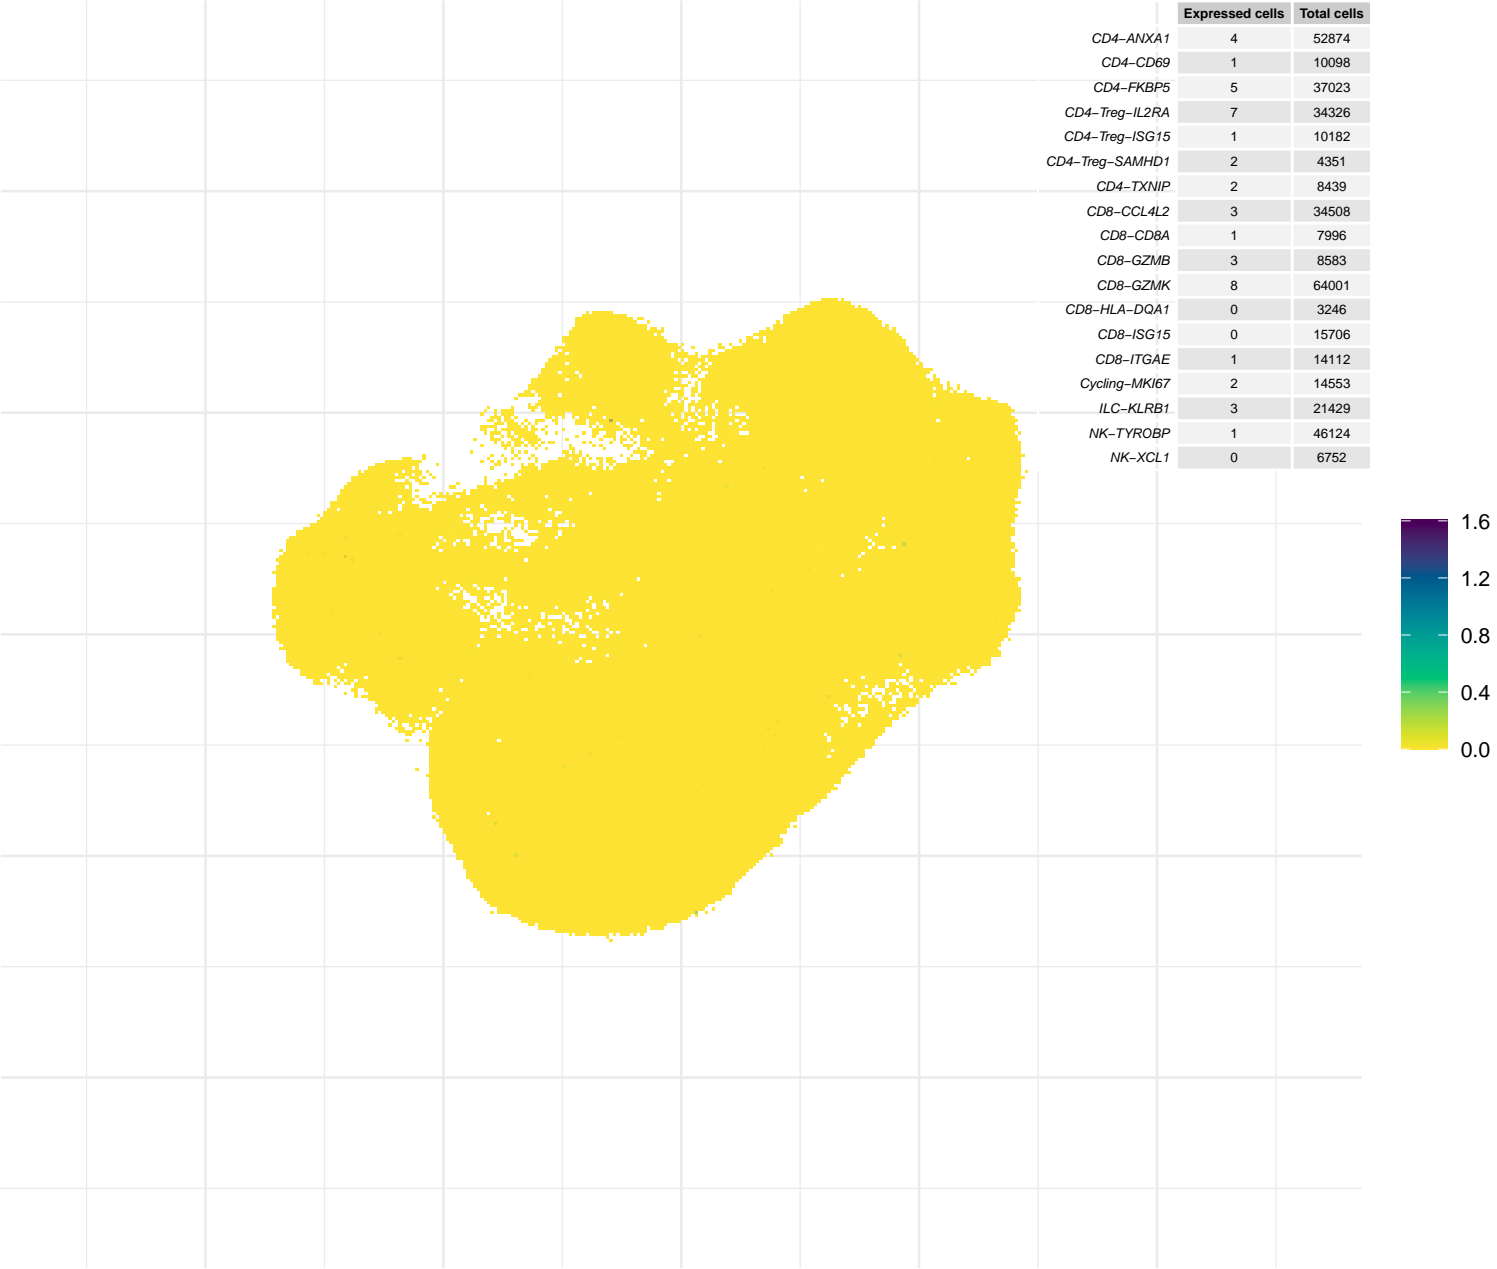 Expressed cells Total cells
CD4−ANXA1 4 52874
CD4−CD69 1 10098
CD4−FKBP5 5 37023
CD4−Treg−IL2RA 7 34326
CD4−Treg−ISG15 1 10182
CD4−Treg−SAMHD1 2 4351
CD4−TXNIP 2 8439
CD8−CCL4L2 3 34508
CD8−CD8A 1 7996
CD8−GZMB 3 8583
CD8−GZMK 8 64001
CD8−HLA−DQA1 0 3246
CD8−ISG15 0 15706
CD8−ITGAE 1 14112
Cycling−MKI67 2 14553
ILC−KLRB1 3 21429
NK−TYROBP 1 46124
NK−XCL1 0 6752
1.6
1.2
0.8
0.4
0.0